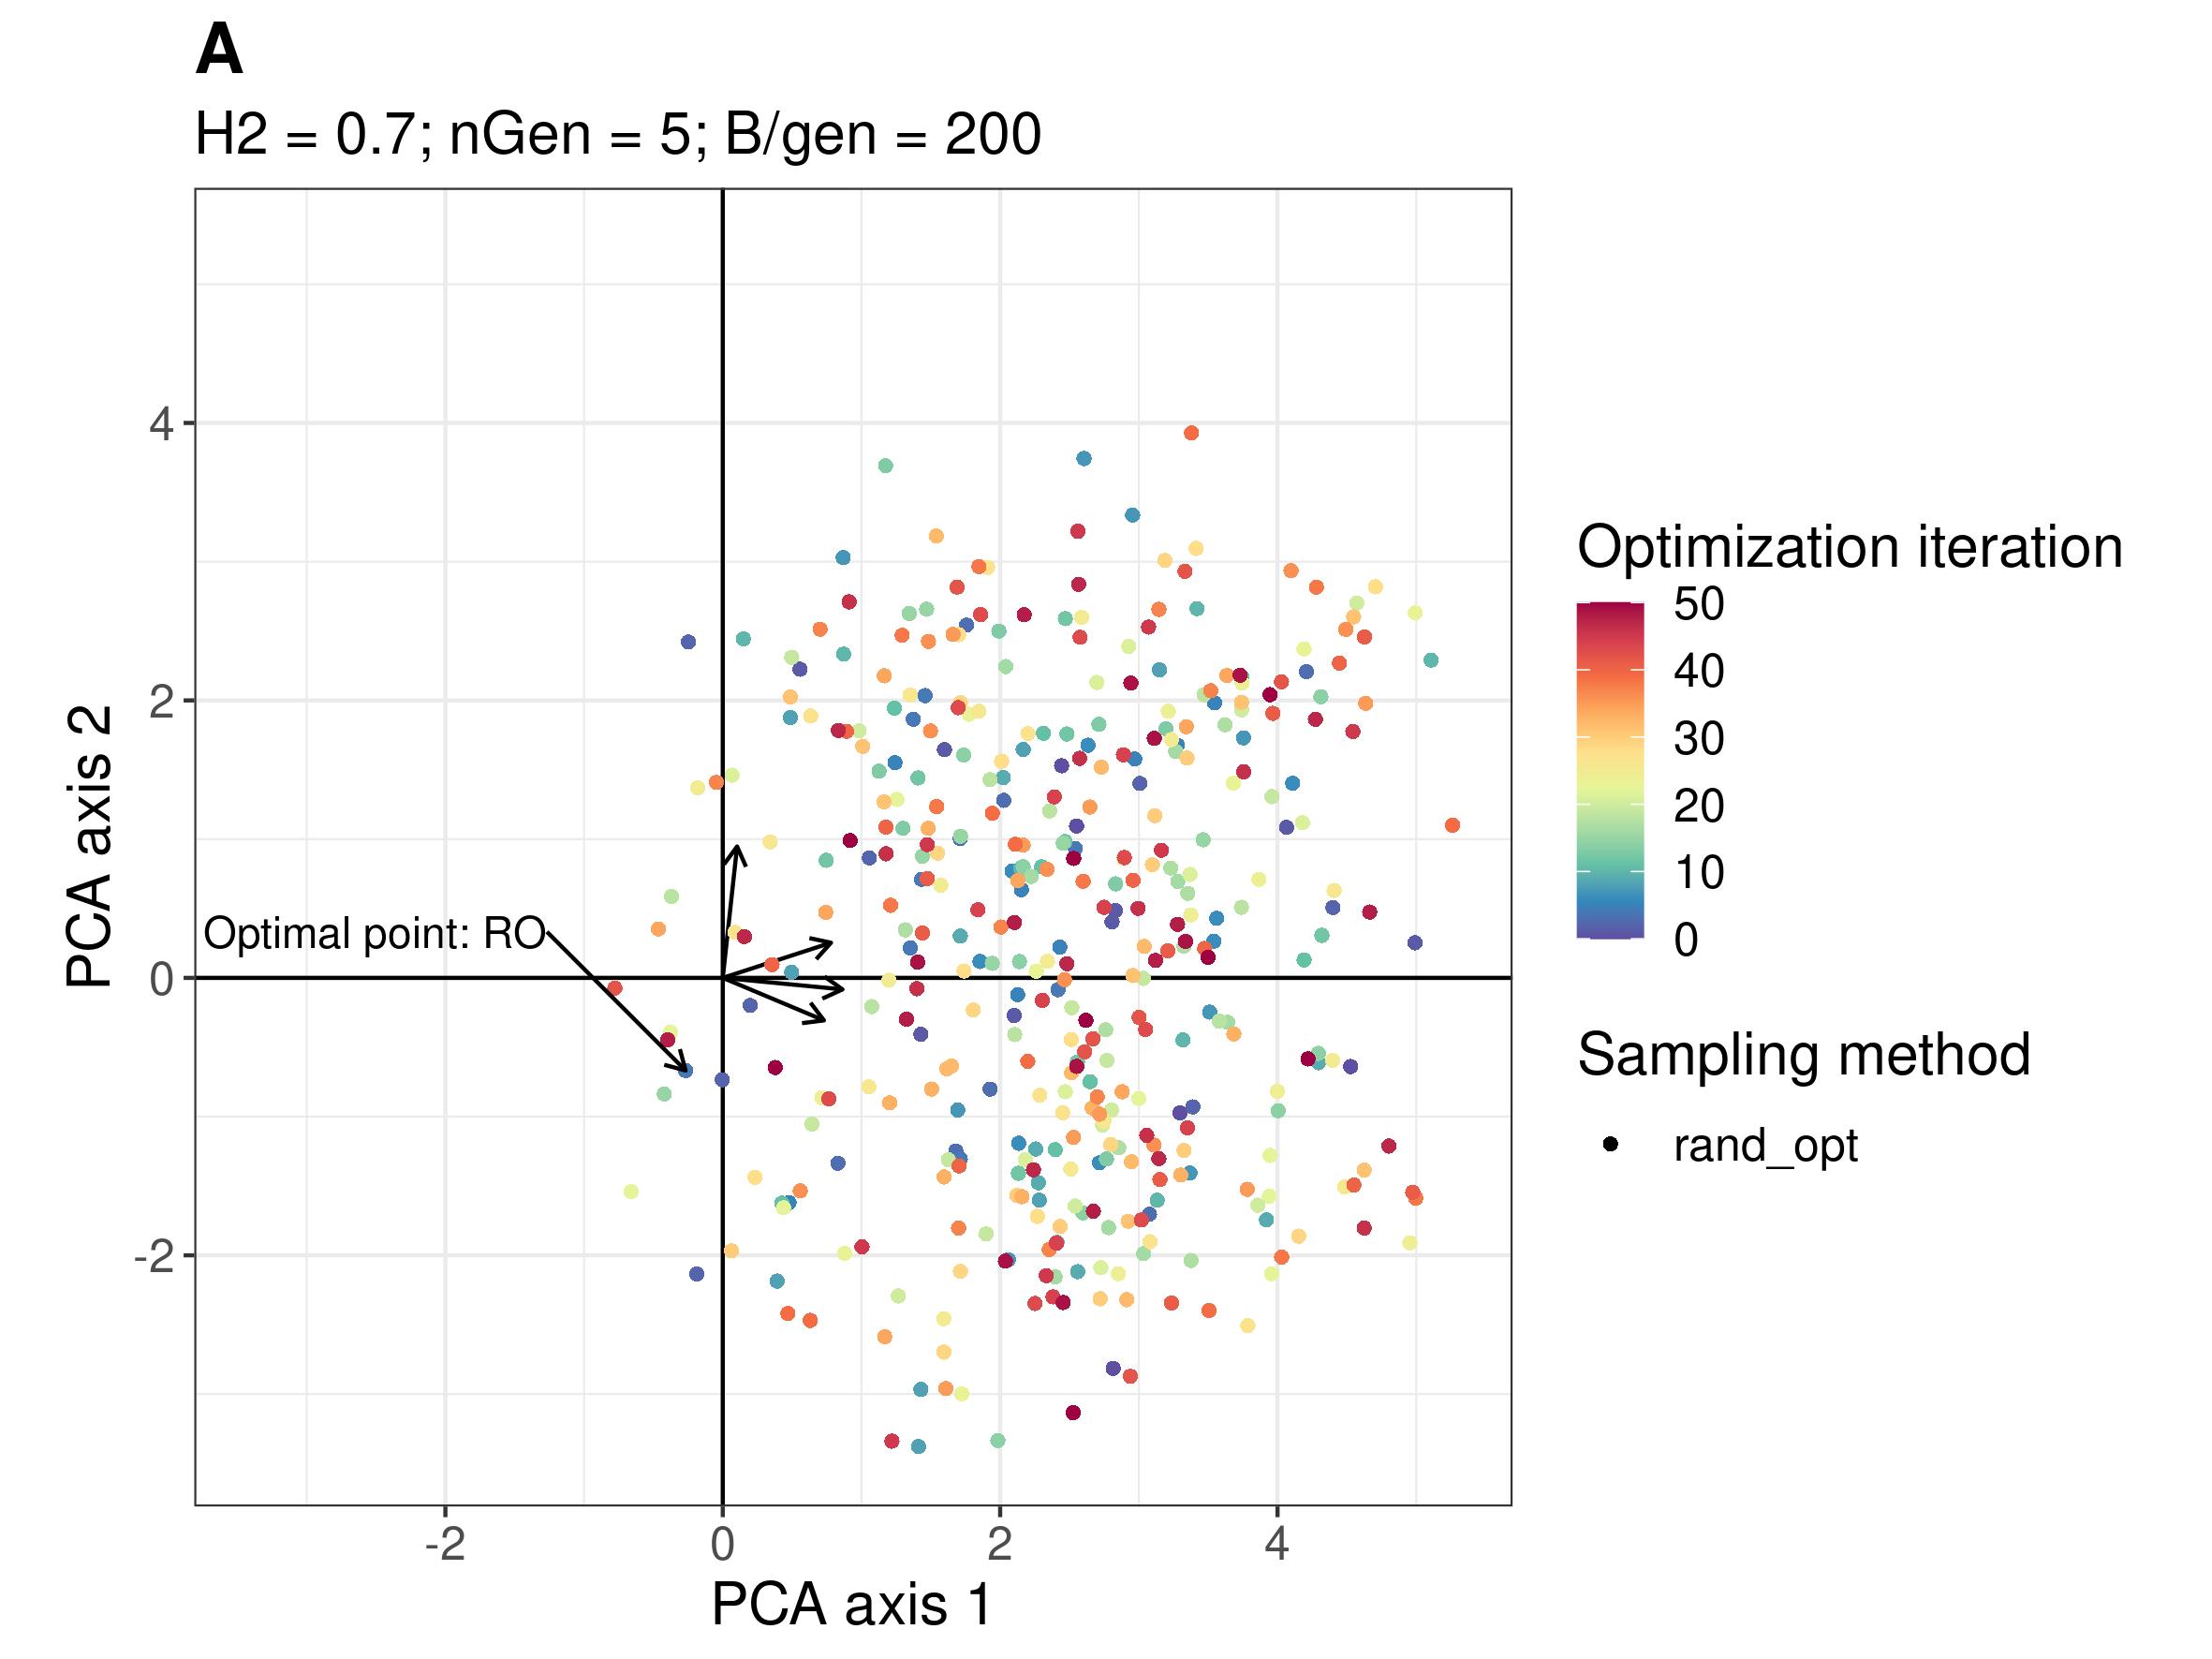 A
H2 = 0.7; nGen = 5; B/gen = 200
PCA axis 2
4
2
0
-2
Optimal point: RO
-2
0
2
4
PCA axis 1
Optimization iteration
50
40
30
20
10
0
Sampling method
rand_opt